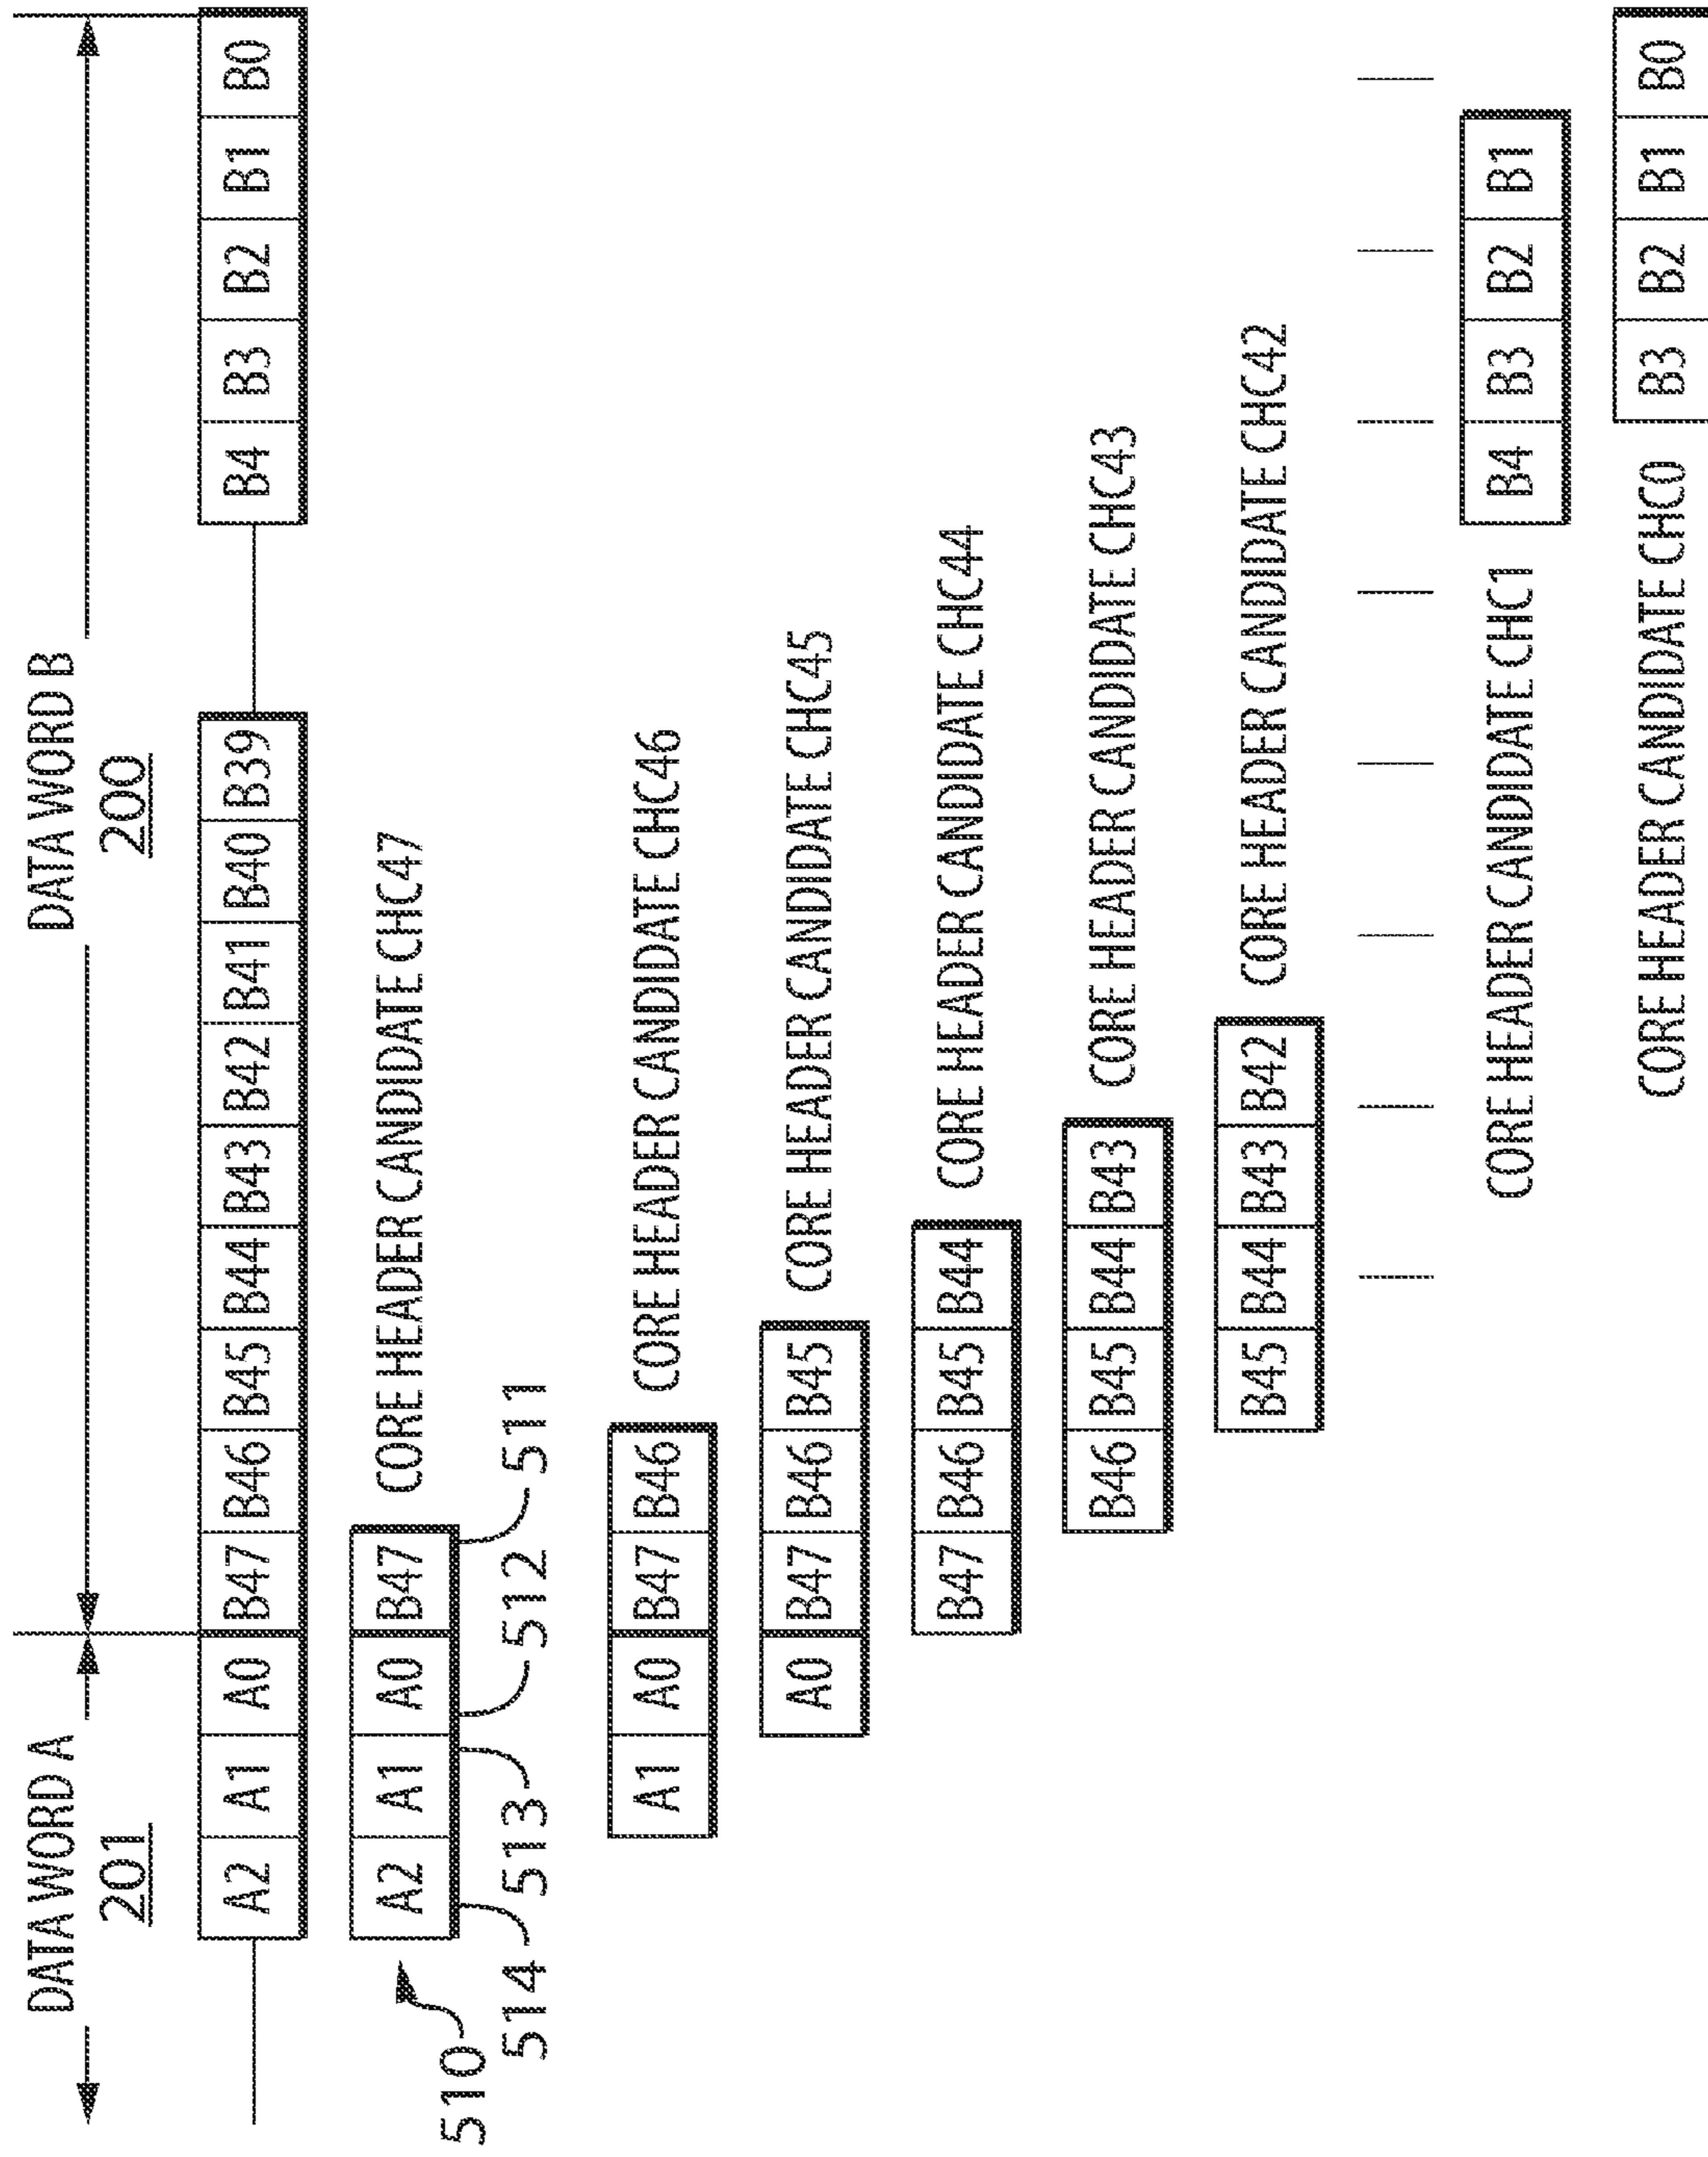 DATA WORD A
DATA WORD B
201
200
A2 A1 A0 B47 B46 B45 B44 B43 B42 B41 B40 B39 B4 B3 B2 B1 B0
A2 A1 A0 B47 CORE HEADER CANDIDATE CHC47
510
514 513 512 511
A1 A0 B47 B46 CORE HEADER CANDIDATE CHC46
A0 B47 B46 B45 CORE HEADER CANDIDATE CHC45
B47 B46 B45 B44 CORE HEADER CANDIDATE CHC44
B46 B45 B44 B43 CORE HEADER CANDIDATE CHC43
B45 B44 B43 B42 CORE HEADER CANDIDATE CHC42
CORE HEADER CANDIDATE CHC1 B4 B3 B2 B1
CORE HEADER CANDIDATE CHC0 B3 B2 B1 B0